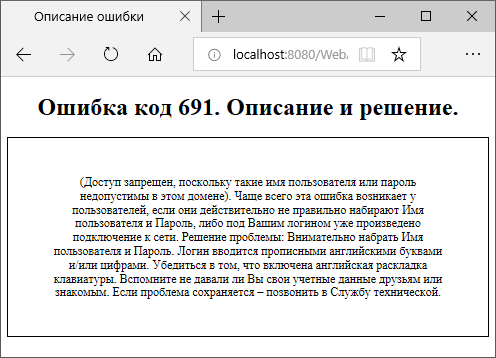 Описание ошибки
localhost:8080/Web
Ошибка код 691. Описание и решение.
(Доступ запрещен, поскольку такие имя пользователя или пароль
недопустимы в этом домене). Чаще всего эта ошибка возникает у
пользователей, если они действительно не правильно набирают Имя
пользователя и Пароль, либо под Вашим логином уже произведено
подключение к сети. Решение проблемы: Внимательно набрать Имя
пользователя и Пароль. Логин вводится прописными английскими буквами
и/или цифрами. Убедиться в том, что включена английская раскладка
клавиатуры. Вспомните не давали ли Вы свои учетные данные друзьям или
знакомым. Если проблема сохраняется – позвонить в Службу технической.